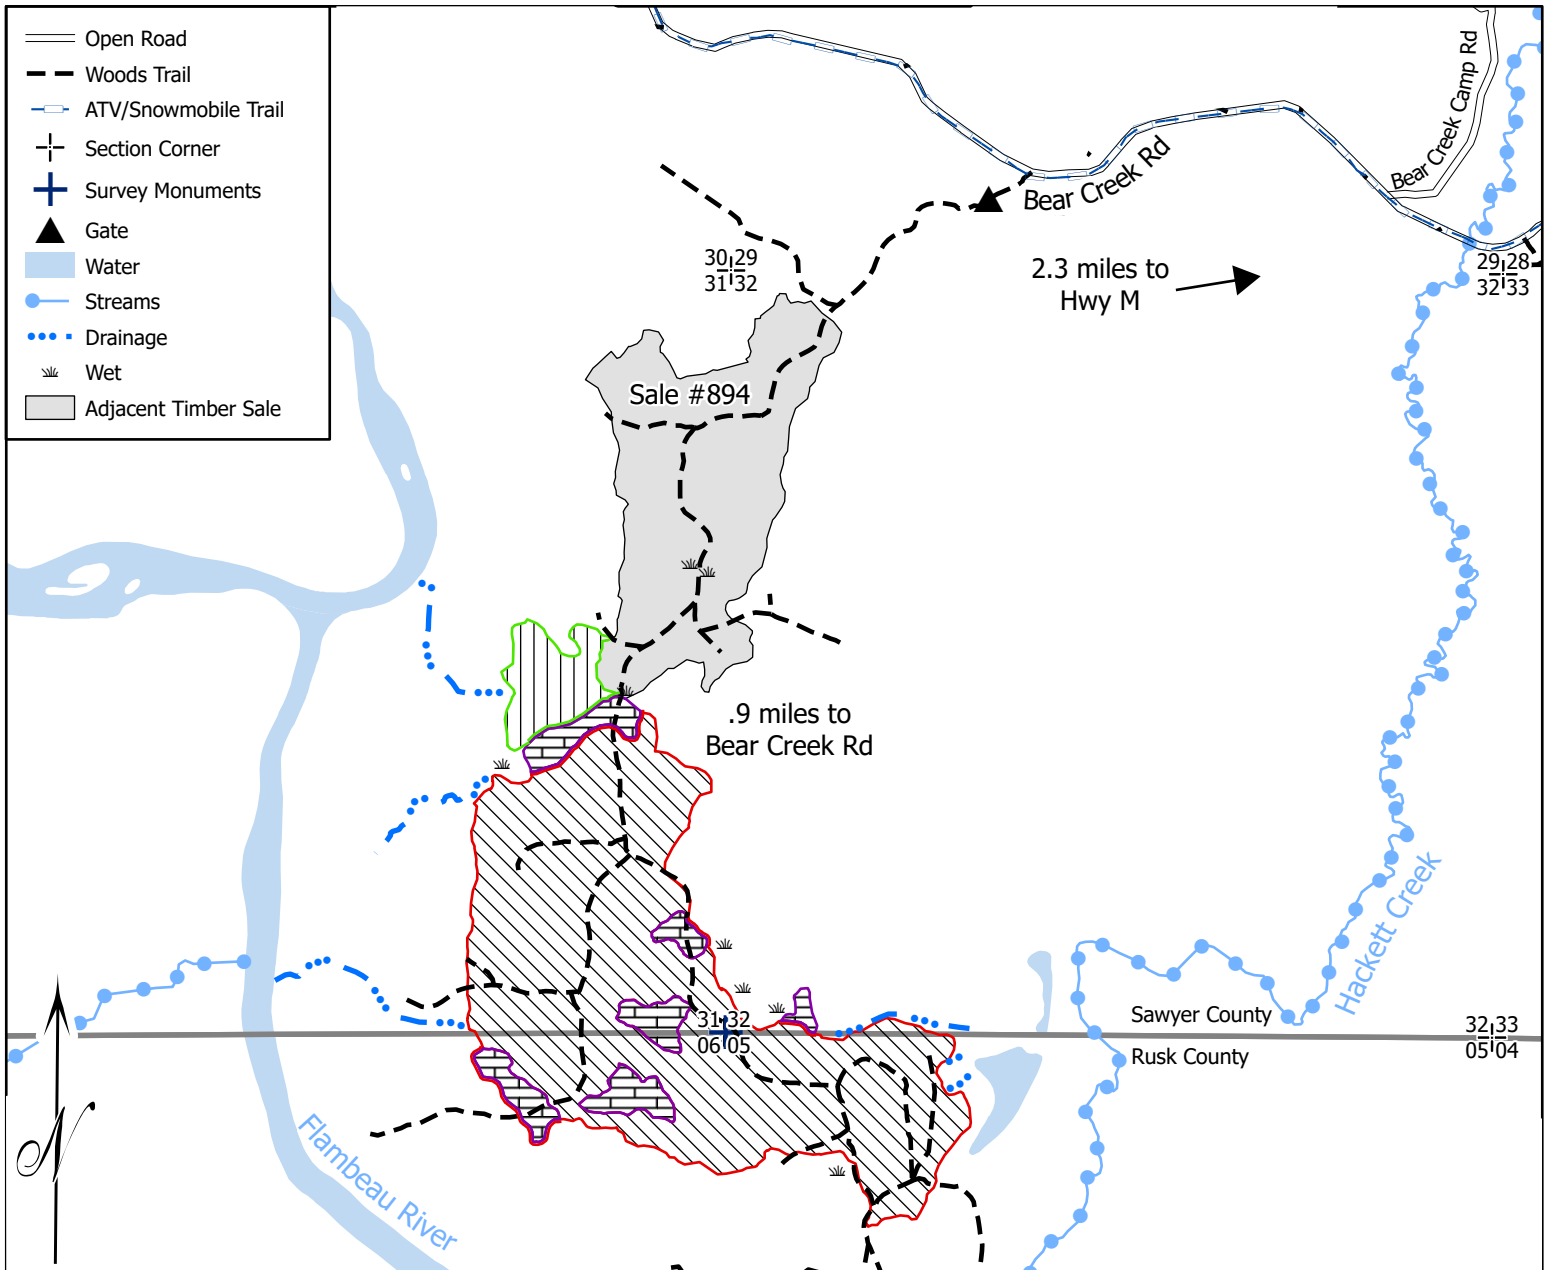 Open Road
Woods Trail
ATV/Snowmobile Trail
Section Corner
Survey Monuments
Gate
Water
Streams
Drainage
Wet
Adjacent Timber Sale
Bear Creek Camp Rd
Bear Creek Rd
30 29
31 32
2.3 miles to
Hwy M
29 28
32 33
Sale #894
.9 miles to
Bear Creek Rd
Hackett Creek
31 32
06 05
Sawyer County
Rusk County
32 33
05 04
Flambeau River
N